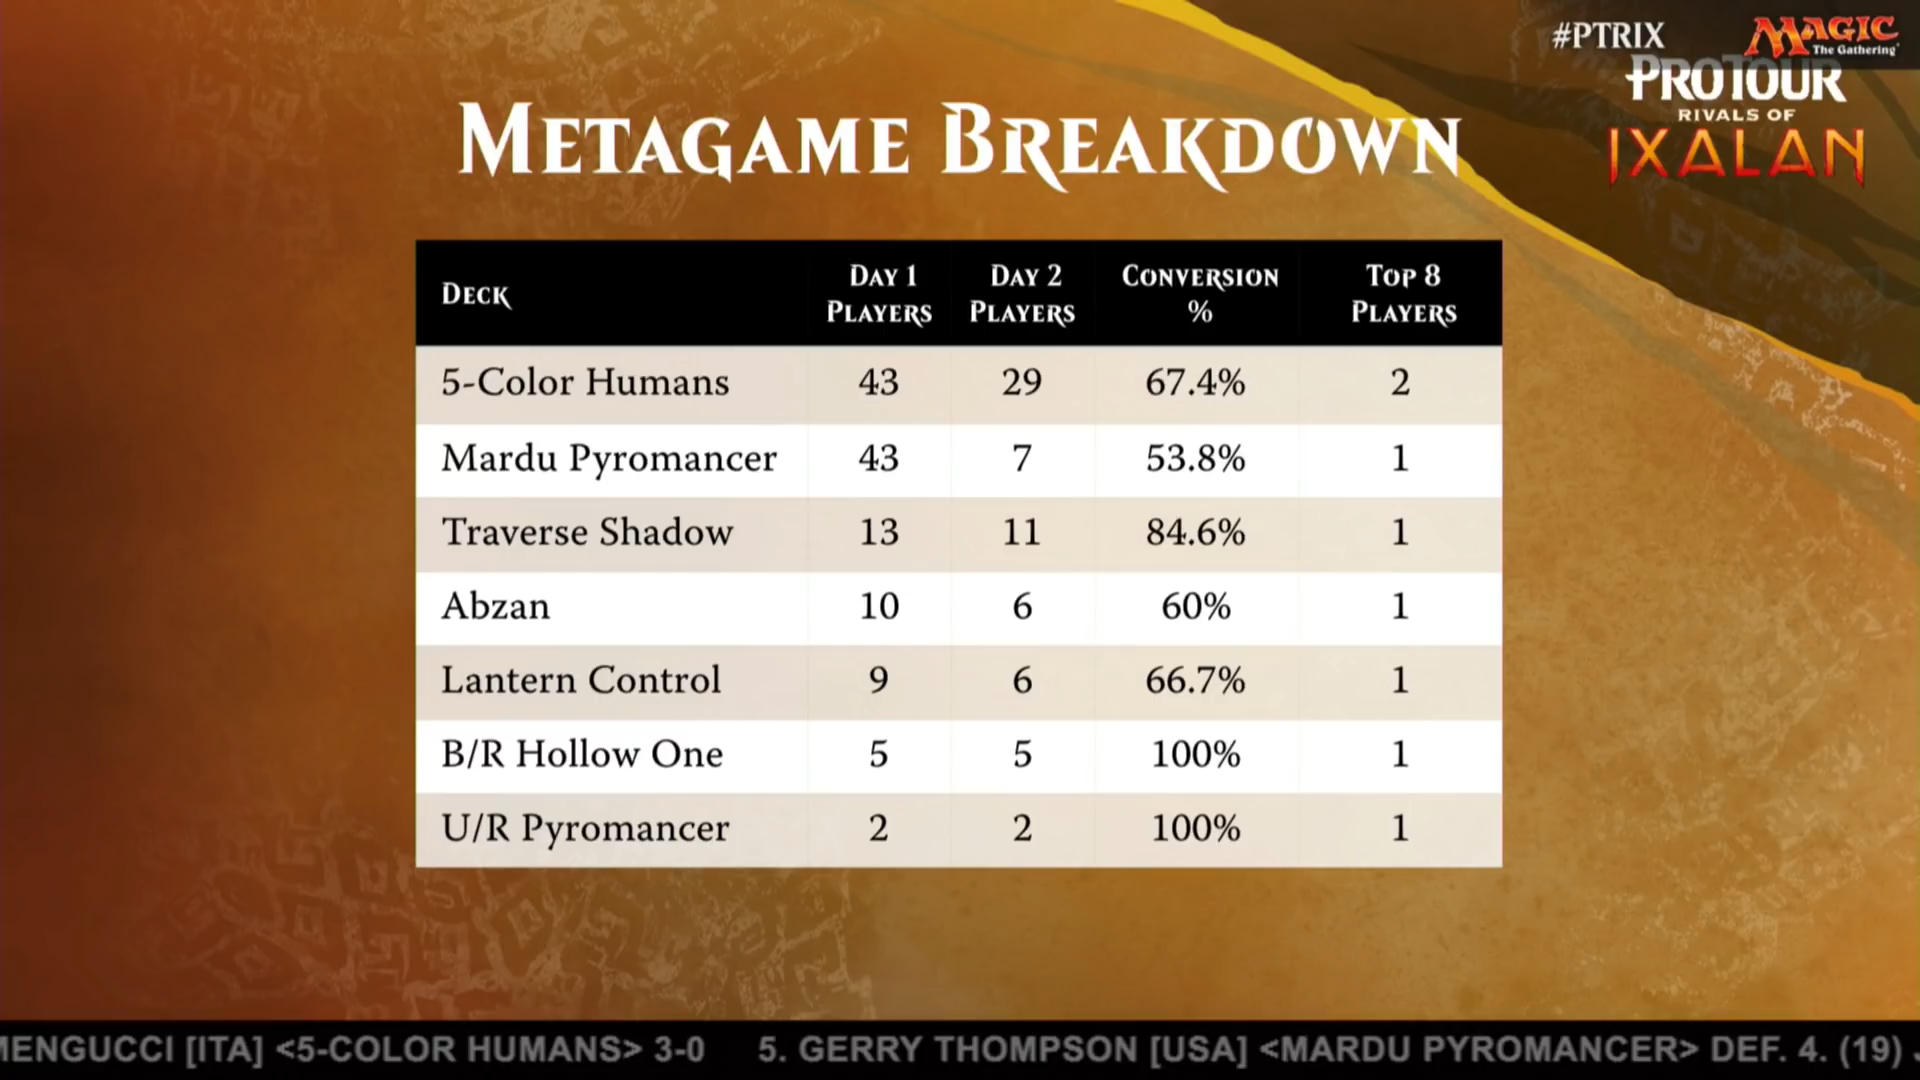 #PTRIX
MAGIC
The Gathering
PRO TOUR
RIVALS OF
IXALAN
METAGAME BREAKDOWN
DECK DAY 1 PLAYERS DAY 2 PLAYERS CONVERSION % TOP 8 PLAYERS
5-Color Humans 43 29 67.4% 2
Mardu Pyromancer 43 7 53.8% 1
Traverse Shadow 13 11 84.6% 1
Abzan 10 6 60% 1
Lantern Control 9 6 66.7% 1
B/R Hollow One 5 5 100% 1
U/R Pyromancer 2 2 100% 1
MENGUCCI [ITA] <5-COLOR HUMANS> 3-0 5. GERRY THOMPSON [USA] <MARDU PYROMANCER> DEF. 4. (19)